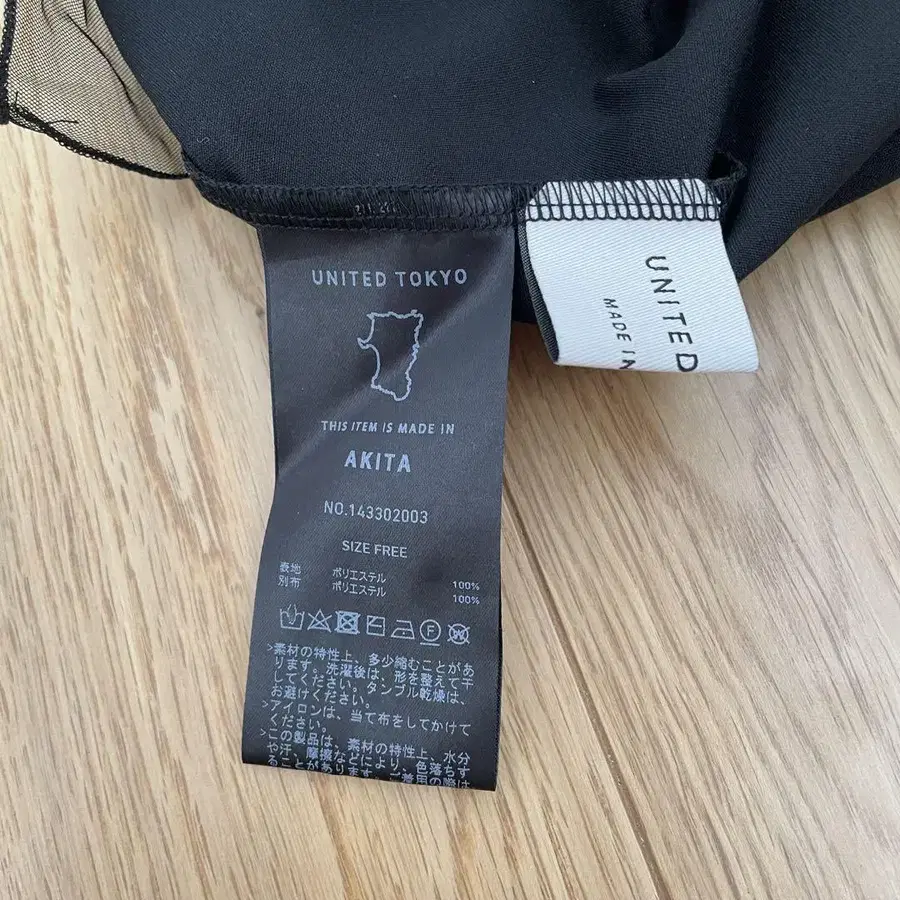 UNITED TOKYO
THIS ITEM IS MADE IN
AKITA
NO.143302003
SIZE FREE
表地 ポリエステル 100%
別布 ポリエステル 100%
F
W
>素材の特性上、多少縮むことがあ
ります。洗濯後は、形を整えて干
してください。タンブル乾燥は、
お避けください。
>アイロンは、当て布をしてかけて
ください。
>この製品は、素材の特性上、水分
や汗、摩擦などにより、色落ちす
ることがあります。ご着用の際は
UNITED
MADE IN